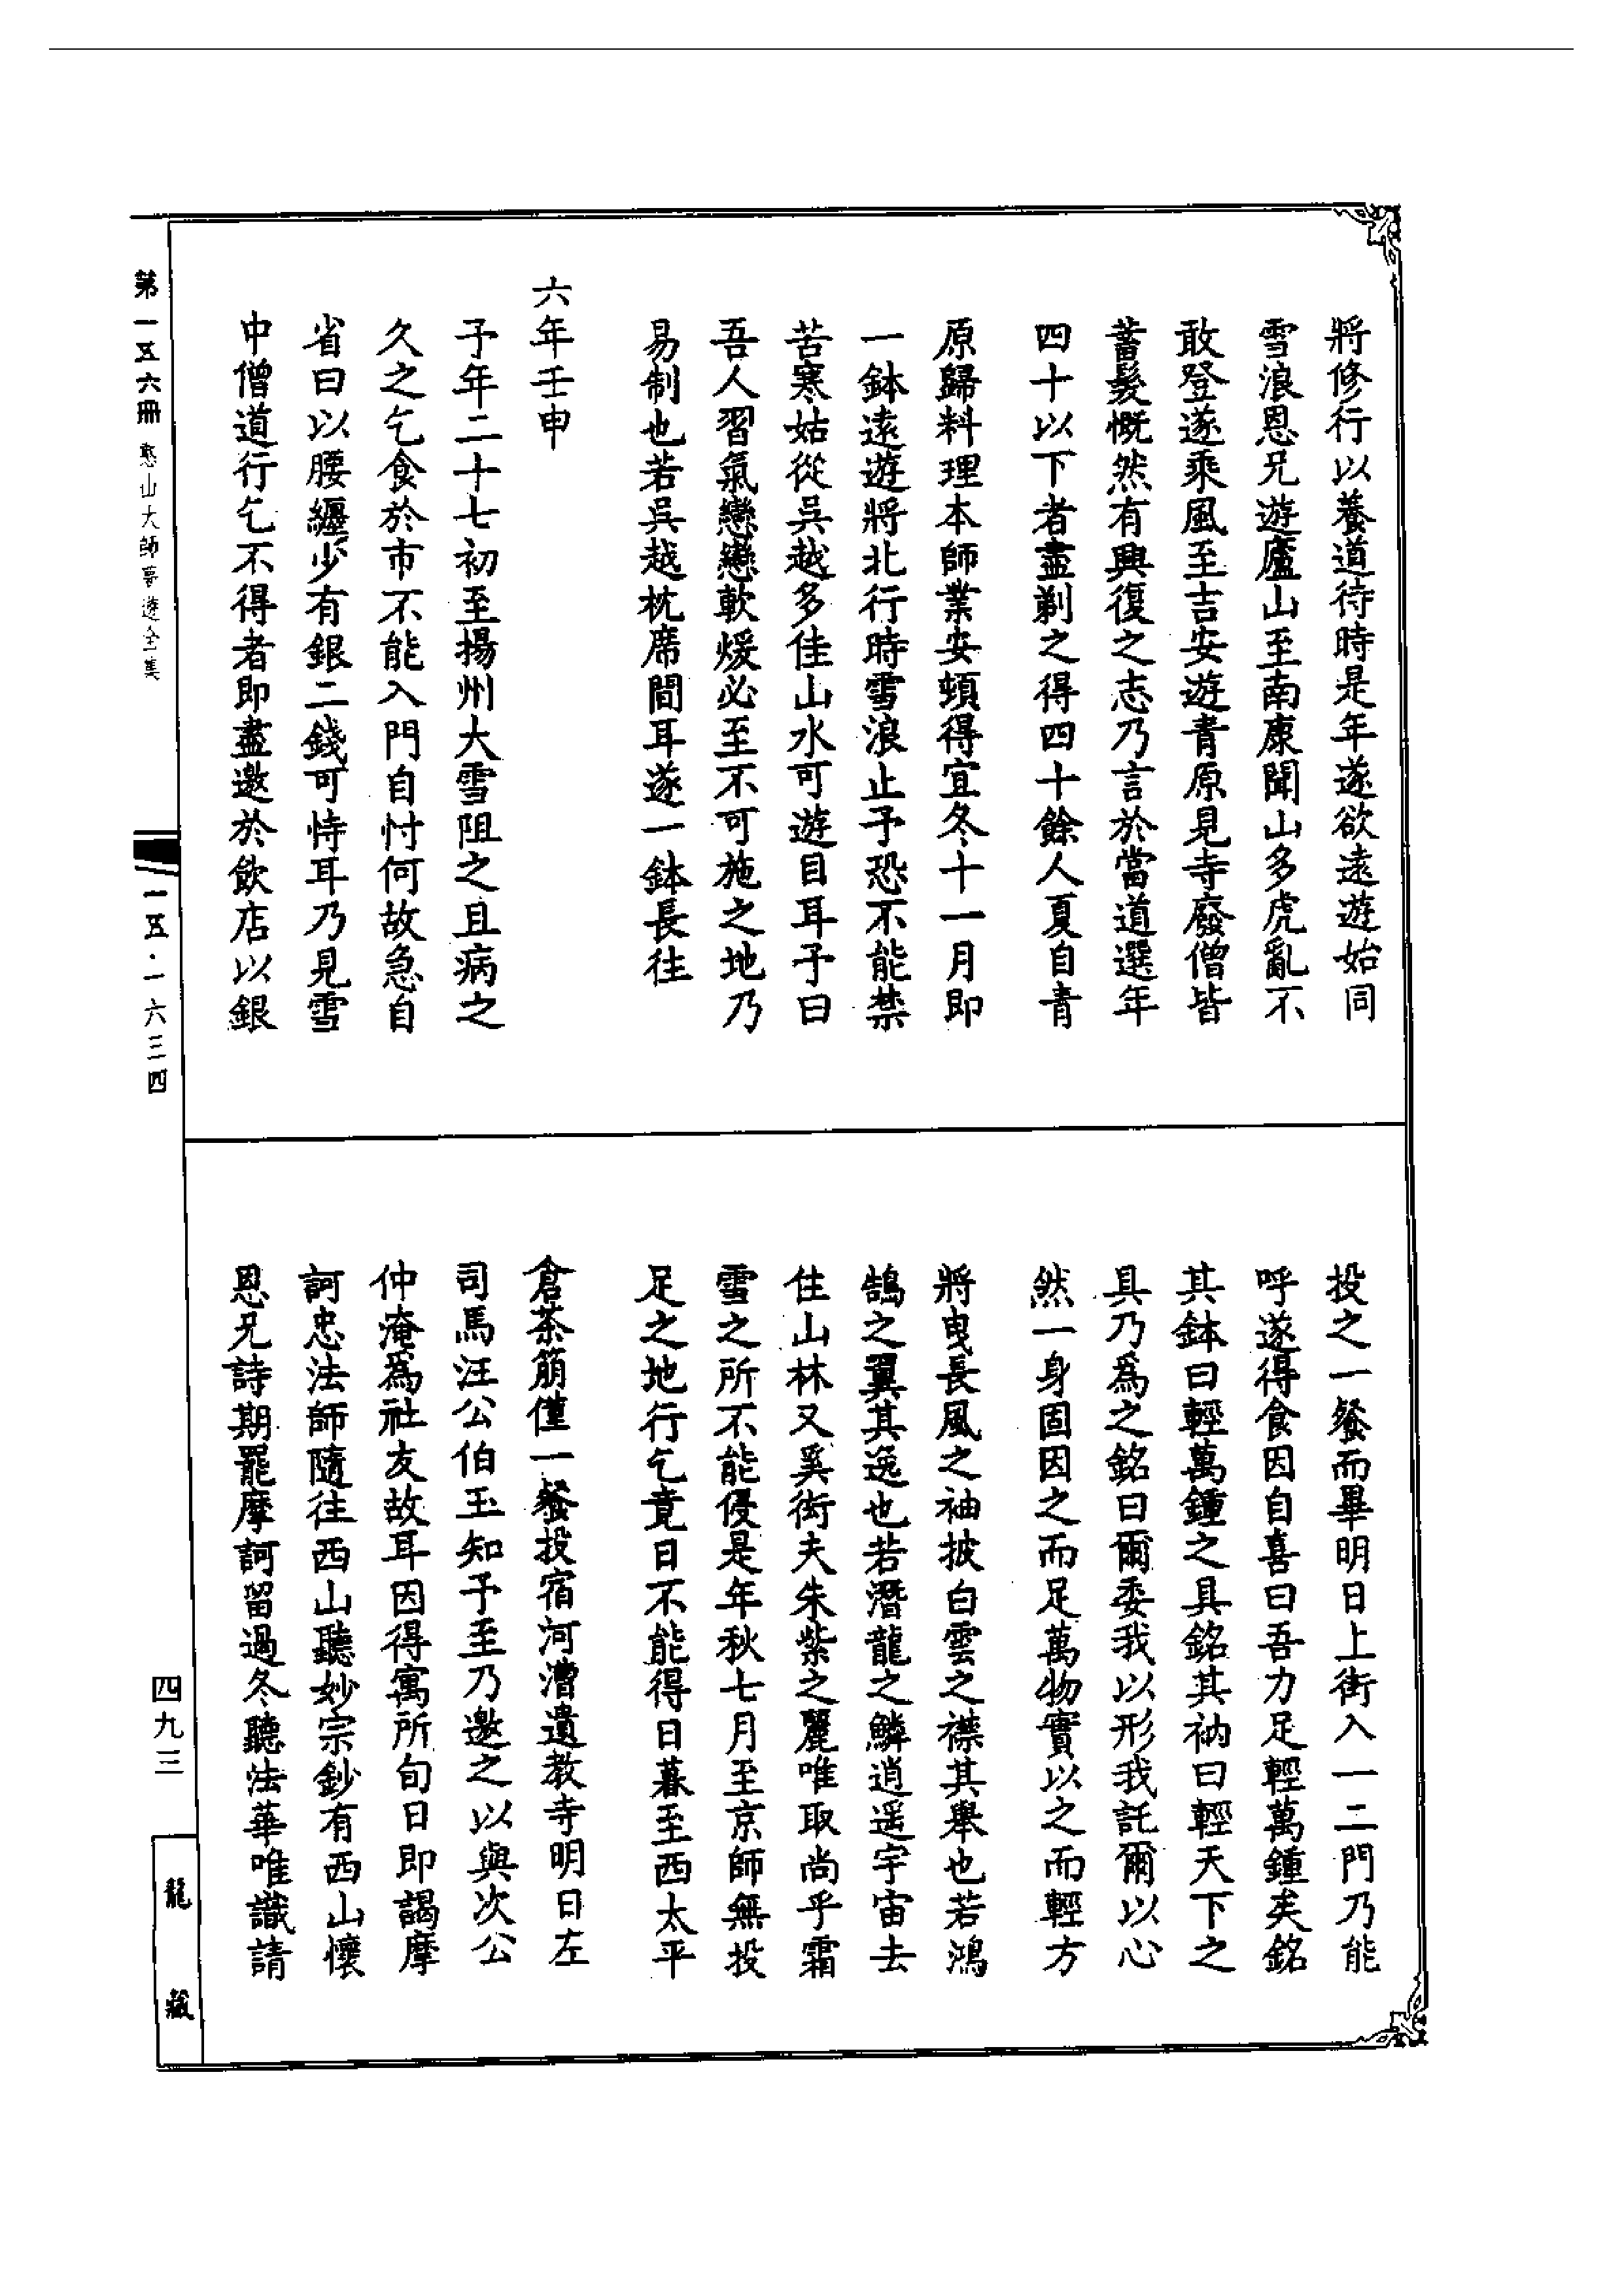 將修行以養道待時是年遂欲遠遊始同
雪浪恩兄遊廬山至南康聞山多虎亂不
敢登遂乘風至吉安遊青原見寺廢僧皆
蓄髮慨然有興復之志乃言於當道選年
四十以下者盡剃之得四十餘人夏自青
原歸料理本師業安頓得宜冬十一月即
一鉢遠遊將北行時雪浪止予恐不能禁
苦寒姑從吳越多佳山水可遊目耳予曰
吾人習氣戀戀軟煖必至不可施之地乃
易制也若吳越枕席間耳遂一鉢長往
六年壬申
予年二十七初至揚州大雪阻之且病之
久之乞食於市不能入門自忖何故急自
省曰以腰纏少有銀二錢可恃耳乃見雪
中僧道行乞不得者即盡邀於飲店以銀
投之一餐而畢明日上街入一二門乃能
呼遂得食因自喜曰吾力足輕萬鍾矣銘
其鉢曰輕萬鍾之具銘其衲曰輕天下之
具乃爲之銘曰爾委我以形我託爾以心
然一身固因之而足萬物實以之而輕方
將曳長風之袖披白雲之襟其舉也若鴻
鵠之翼其逸也若潛龍之鱗逍遥宇宙去
住山林又奚衒夫朱紫之麗唯取尚乎霜
雪之所不能侵是年秋七月至京師無投
足之地行乞竟日不能得日暮至西太平
倉茶箾僅一餐投宿河漕遺教寺明日左
司馬汪公伯玉知予至乃邀之以與次公
仲淹爲社友故耳因得寓所旬日即謁摩
訶忠法師隨往西山聽妙宗鈔有西山懷
恩兄詩期罷摩訶留過冬聽法華唯識請
第一五六冊 憨山大師夢遊全集
一五·一六三四
四九三
龍藏